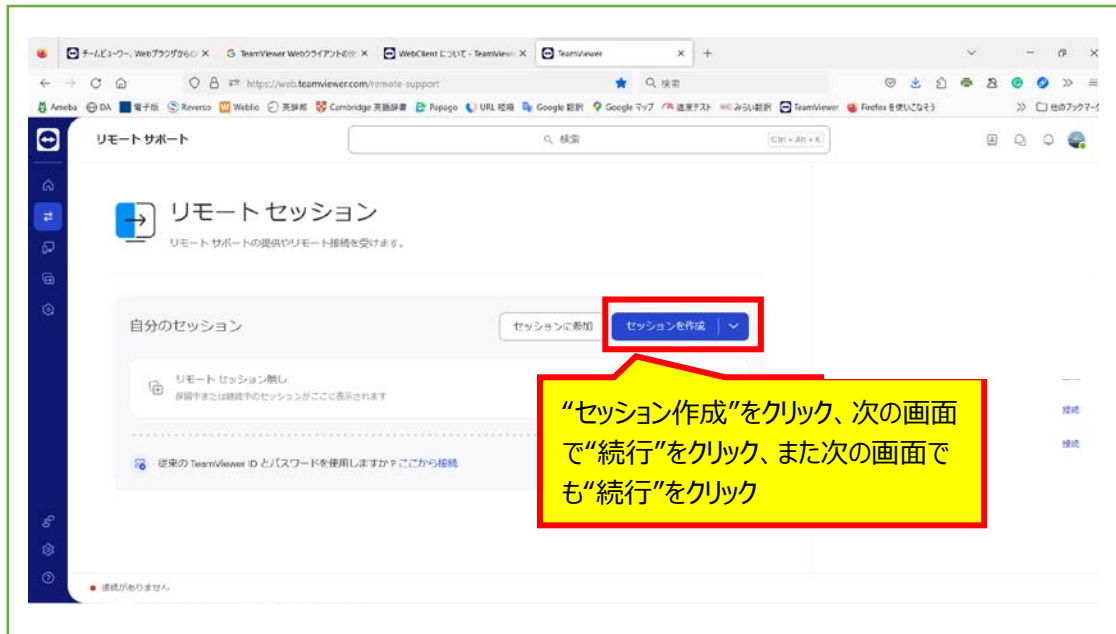 チームビューワー、Webブラウザからの
TeamViewer Webクライアントの使
WebClient について - TeamView
TeamViewer
https://web.teamviewer.com/remote-support
検索
Ameba
DA
電子版
Reverso
Weblio
英辞郎
Cambridge 英語辞書
Papago
URL 短縮
Google 翻訳
Google マップ
速度テスト
みらい翻訳
TeamViewer
Firefox を使いこなそう
他のブックマーク
リモート サポート
検索
Ctrl + Alt + K
リモート セッション
リモート サポートの提供やリモート接続を受けます。
自分のセッション
セッションに参加
セッションを作成
リモート セッション無し
保留中または継続中のセッションがここに表示されます
従来の TeamViewer ID とパスワードを使用しますか？ここから接続
“セッション作成”をクリック、次の画面
で“続行”をクリック、また次の画面で
も“続行”をクリック
接続
接続
接続がありません